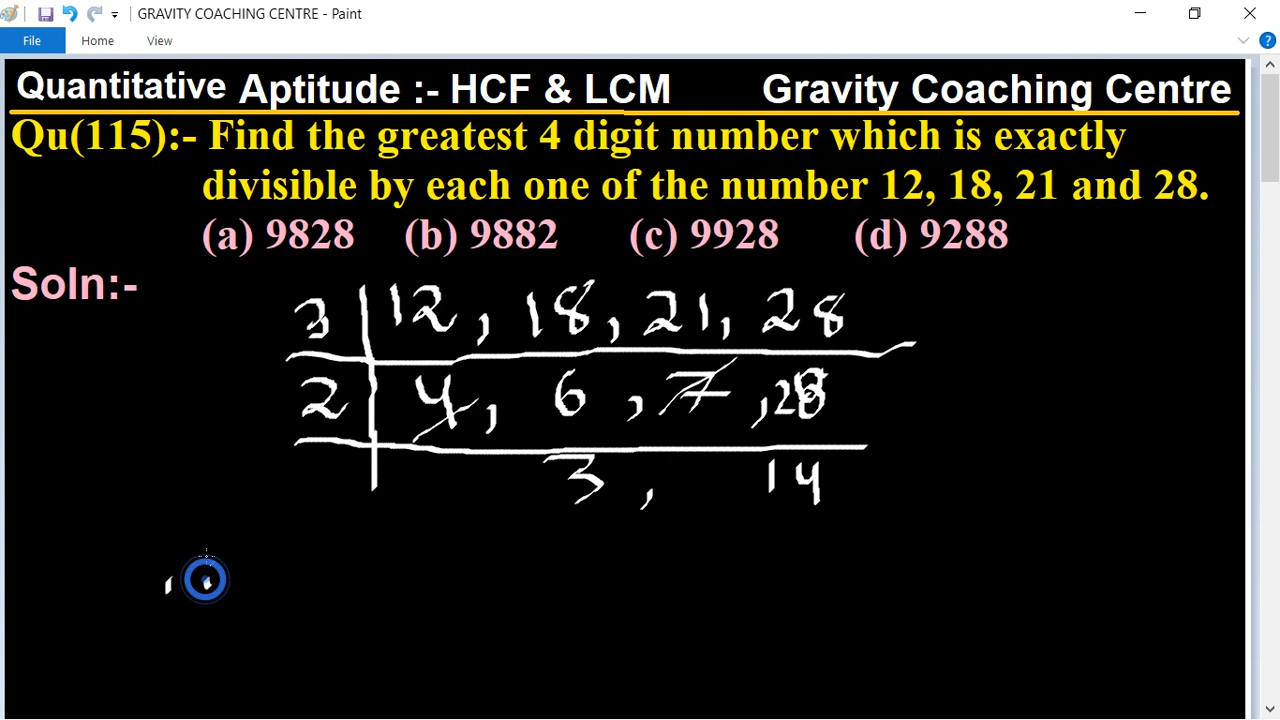 GRAVITY COACHING CENTRE - Paint
File Home View
Quantitative Aptitude :- HCF & LCM Gravity Coaching Centre
Qu(115):- Find the greatest 4 digit number which is exactly
divisible by each one of the number 12, 18, 21 and 28.
(a) 9828 (b) 9882 (c) 9928 (d) 9288
Soln:-
3 | 12, 18, 21, 28
2 | 4, 6, 7, 28
3, 14